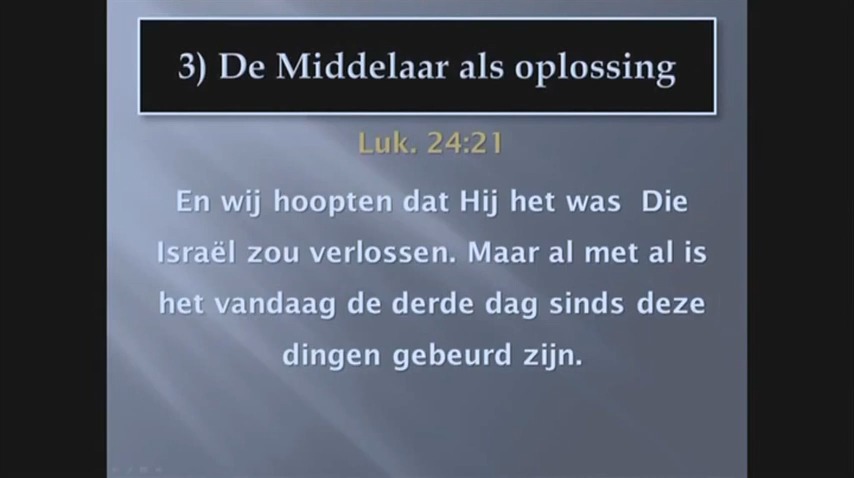 3) De Middelaar als oplossing
Luk. 24:21
En wij hoopten dat Hij het was  Die
Israël zou verlossen. Maar al met al is
het vandaag de derde dag sinds deze
dingen gebeurd zijn.